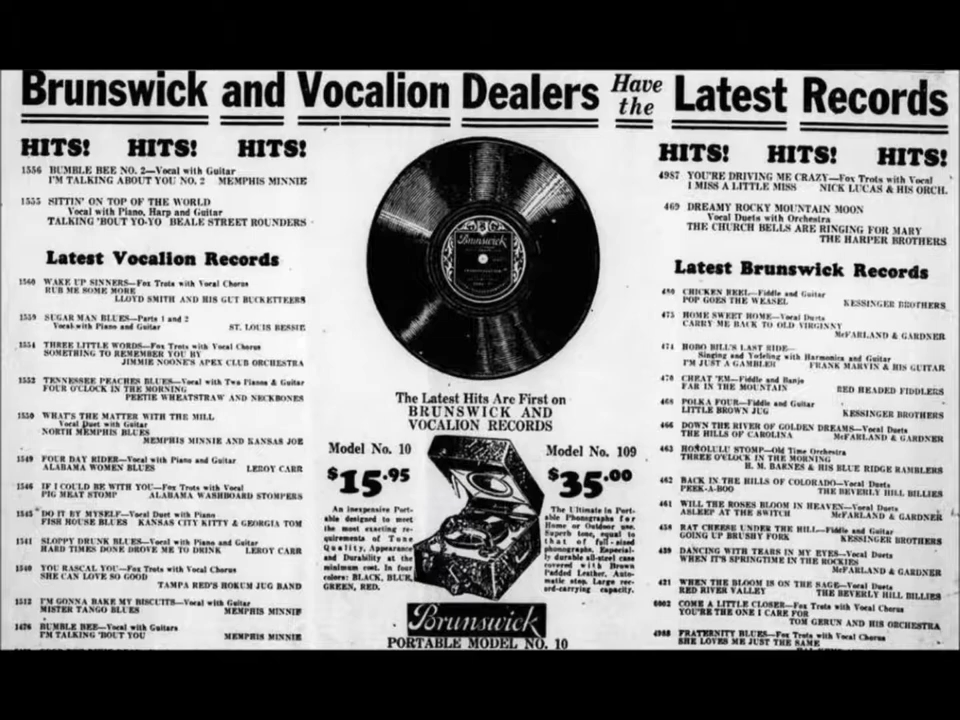 Brunswick and Vocalion Dealers Have the Latest Records
HITS! HITS! HITS!
1556 BUMBLE BEE NO. 2—Vocal with Guitar
I'M TALKING ABOUT YOU NO. 2 MEMPHIS MINNIE
1555 SITTIN' ON TOP OF THE WORLD
Vocal with Piano, Harp and Guitar
TALKING 'BOUT YO-YO BEALE STREET ROUNDERS
Latest Vocalion Records
1560 WAKE UP SINNERS—Fox Trots with Vocal Chorus
RUB ME SOME MORE
LLOYD SMITH AND HIS GUT BUCKETEERS
1559 SUGAR MAN BLUES—Parts 1 and 2
Vocal with Piano and Guitar ST. LOUIS BESSIE
1554 THREE LITTLE WORDS—Fox Trots with Vocal Chorus
SOMETHING TO REMEMBER YOU BY
JIMMIE NOONE'S APEX CLUB ORCHESTRA
1552 TENNESSEE PEACHES BLUES—Vocal with Two Pianos & Guitar
FOUR O'CLOCK IN THE MORNING
PEETIE WHEATSTRAW AND NECKBONES
1550 WHAT'S THE MATTER WITH THE MILL
Vocal Duet with Guitar
NORTH MEMPHIS BLUES
MEMPHIS MINNIE AND KANSAS JOE
1549 FOUR DAY RIDER—Vocal with Piano and Guitar
ALABAMA WOMEN BLUES LEROY CARR
1546 IF I COULD BE WITH YOU—Fox Trots with Vocal
PIG MEAT STOMP ALABAMA WASHBOARD STOMPERS
1545 DO IT BY MYSELF—Vocal Duet with Piano
FISH HOUSE BLUES KANSAS CITY KITTY & GEORGIA TOM
1541 SLOPPY DRUNK BLUES—Vocal with Piano and Guitar
HARD TIMES DONE DROVE ME TO DRINK LEROY CARR
1540 YOU RASCAL YOU—Fox Trots with Vocal Chorus
SHE CAN LOVE SO GOOD
TAMPA RED'S HOKUM JUG BAND
1512 I'M GONNA BAKE MY BISCUITS—Vocal with Guitar
MISTER TANGO BLUES MEMPHIS MINNIE
1476 BUMBLE BEE—Vocal with Guitars
I'M TALKING 'BOUT YOU MEMPHIS MINNIE
Brunswick
The Latest Hits Are First on
BRUNSWICK AND
VOCALION RECORDS
Model No. 10
$15.95
An inexpensive Port-
able designed to meet
the most exacting re-
quirements of Tone
Quality, Appearance
and Durability at the
minimum cost. In four
colors: BLACK, BLUE,
GREEN, RED.
Model No. 109
$35.00
The Ultimate in Port-
able Phonographs for
Home or Outdoor use.
Superb tone, equal to
that of full-sized
phonographs. Especial-
ly durable all-steel case
covered with Brown
Padded Leather. Auto-
matic stop. Large rec-
ord-carrying capacity.
Brunswick
PORTABLE MODEL NO. 10
HITS! HITS! HITS!
4987 YOU'RE DRIVING ME CRAZY—Fox Trots with Vocal
I MISS A LITTLE MISS NICK LUCAS & HIS ORCH.
469 DREAMY ROCKY MOUNTAIN MOON
Vocal Duets with Orchestra
THE CHURCH BELLS ARE RINGING FOR MARY
THE HARPER BROTHERS
Latest Brunswick Records
480 CHICKEN REEL—Fiddle and Guitar
POP GOES THE WEASEL KESSINGER BROTHERS
475 HOME SWEET HOME—Vocal Duets
CARRY ME BACK TO OLD VIRGINNY
McFARLAND & GARDNER
474 HOBO BILL'S LAST RIDE—
Singing and Yodeling with Harmonica and Guitar
I'M JUST A GAMBLER FRANK MARVIN & HIS GUITAR
470 CHEAT 'EM—Fiddle and Banjo
FAR IN THE MOUNTAIN RED HEADED FIDDLERS
468 POLKA FOUR—Fiddle and Guitar
LITTLE BROWN JUG KESSINGER BROTHERS
466 DOWN THE RIVER OF GOLDEN DREAMS—Vocal Duets
THE HILLS OF CAROLINA McFARLAND & GARDNER
463 HONOLULU STOMP—Old Time Orchestra
THREE O'CLOCK IN THE MORNING
H. M. BARNES & HIS BLUE RIDGE RAMBLERS
462 BACK IN THE HILLS OF COLORADO—Vocal Duets
PEEK-A-BOO THE BEVERLY HILL BILLIES
461 WILL THE ROSES BLOOM IN HEAVEN—Vocal Duets
ASLEEP AT THE SWITCH McFARLAND & GARDNER
458 RAT CHEESE UNDER THE HILL—Fiddle and Guitar
GOING UP BRUSHY FORK KESSINGER BROTHERS
439 DANCING WITH TEARS IN MY EYES—Vocal Duets
WHEN IT'S SPRINGTIME IN THE ROCKIES
McFARLAND & GARDNER
421 WHEN THE BLOOM IS ON THE SAGE—Vocal Duets
RED RIVER VALLEY THE BEVERLY HILL BILLIES
6002 COME A LITTLE CLOSER—Fox Trots with Vocal Chorus
YOU'RE THE ONE I CARE FOR
TOM GERUN AND HIS ORCHESTRA
4988 FRATERNITY BLUES—Fox Trots with Vocal Chorus
SHE LOVES ME JUST THE SAME